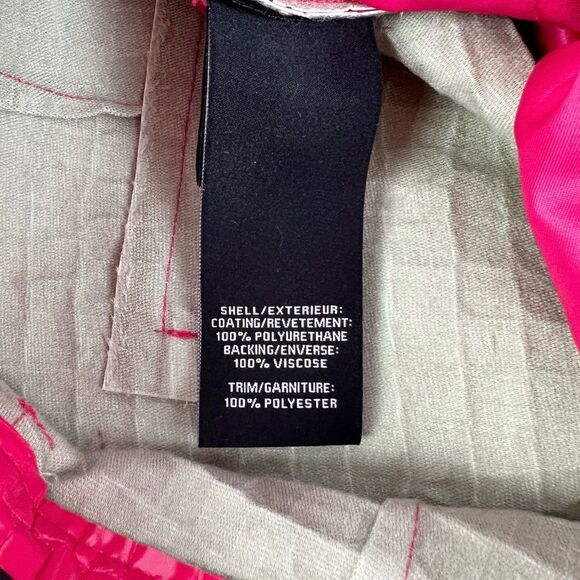 SHELL/EXTERIEUR:
COATING/REVETEMENT:
100% POLYURETHANE
BACKING/ENVERSE:
100% VISCOSE
TRIM/GARNITURE:
100% POLYESTER